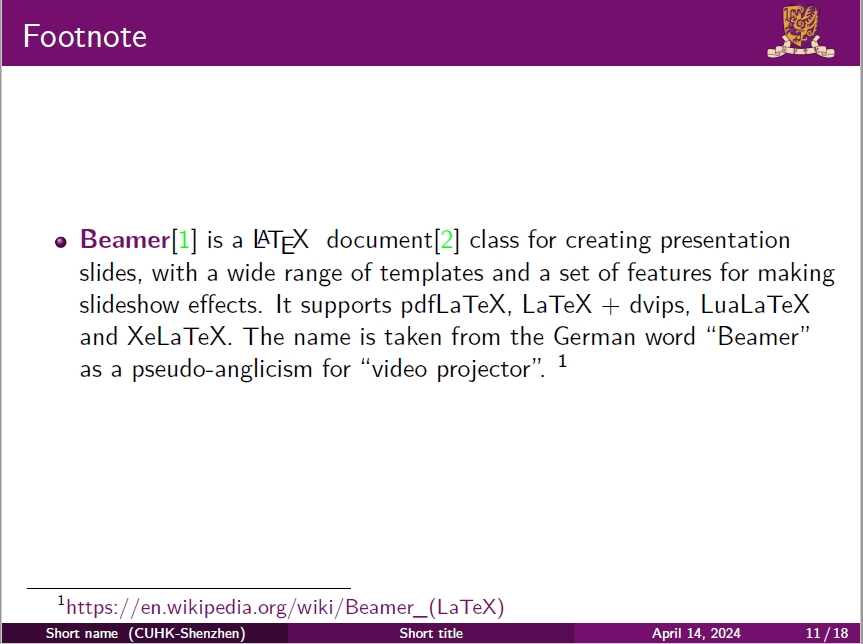 Footnote
Beamer[1] is a LATEX document[2] class for creating presentation
slides, with a wide range of templates and a set of features for making
slideshow effects. It supports pdfLaTeX, LaTeX + dvips, LuaLaTeX
and XeLaTeX. The name is taken from the German word “Beamer”
as a pseudo-anglicism for “video projector”. 1
1https://en.wikipedia.org/wiki/Beamer_(LaTeX)
Short name (CUHK-Shenzhen) Short title April 14, 2024 11 / 18